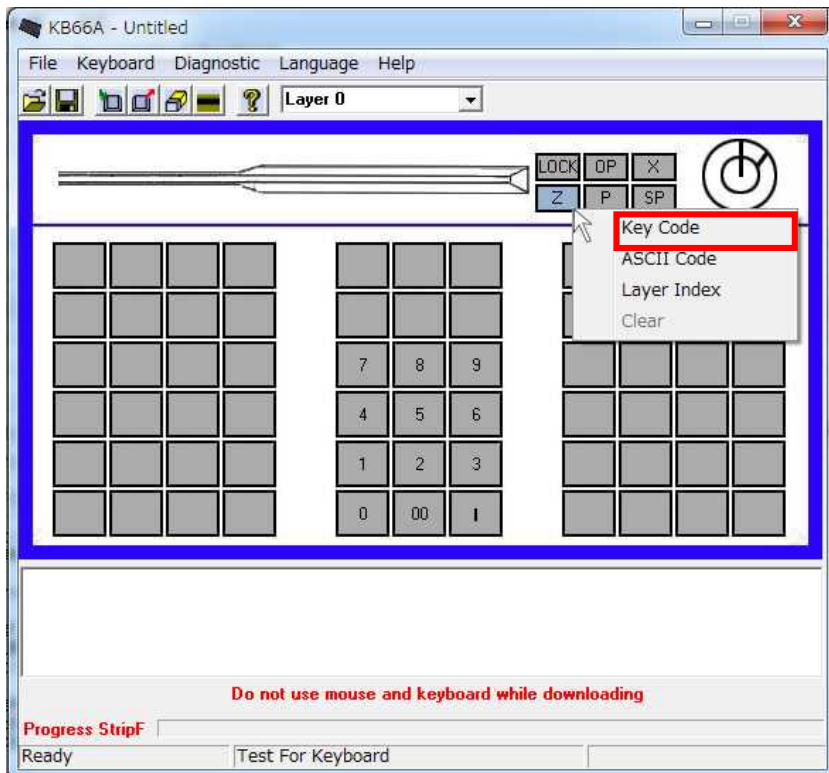 KB66A - Untitled
File Keyboard Diagnostic Language Help
Layer 0
LOCK OP X
Z P SP
Key Code
ASCII Code
Layer Index
Clear
7 8 9
4 5 6
1 2 3
0 00 I
Do not use mouse and keyboard while downloading
Progress StripF
Ready Test For Keyboard